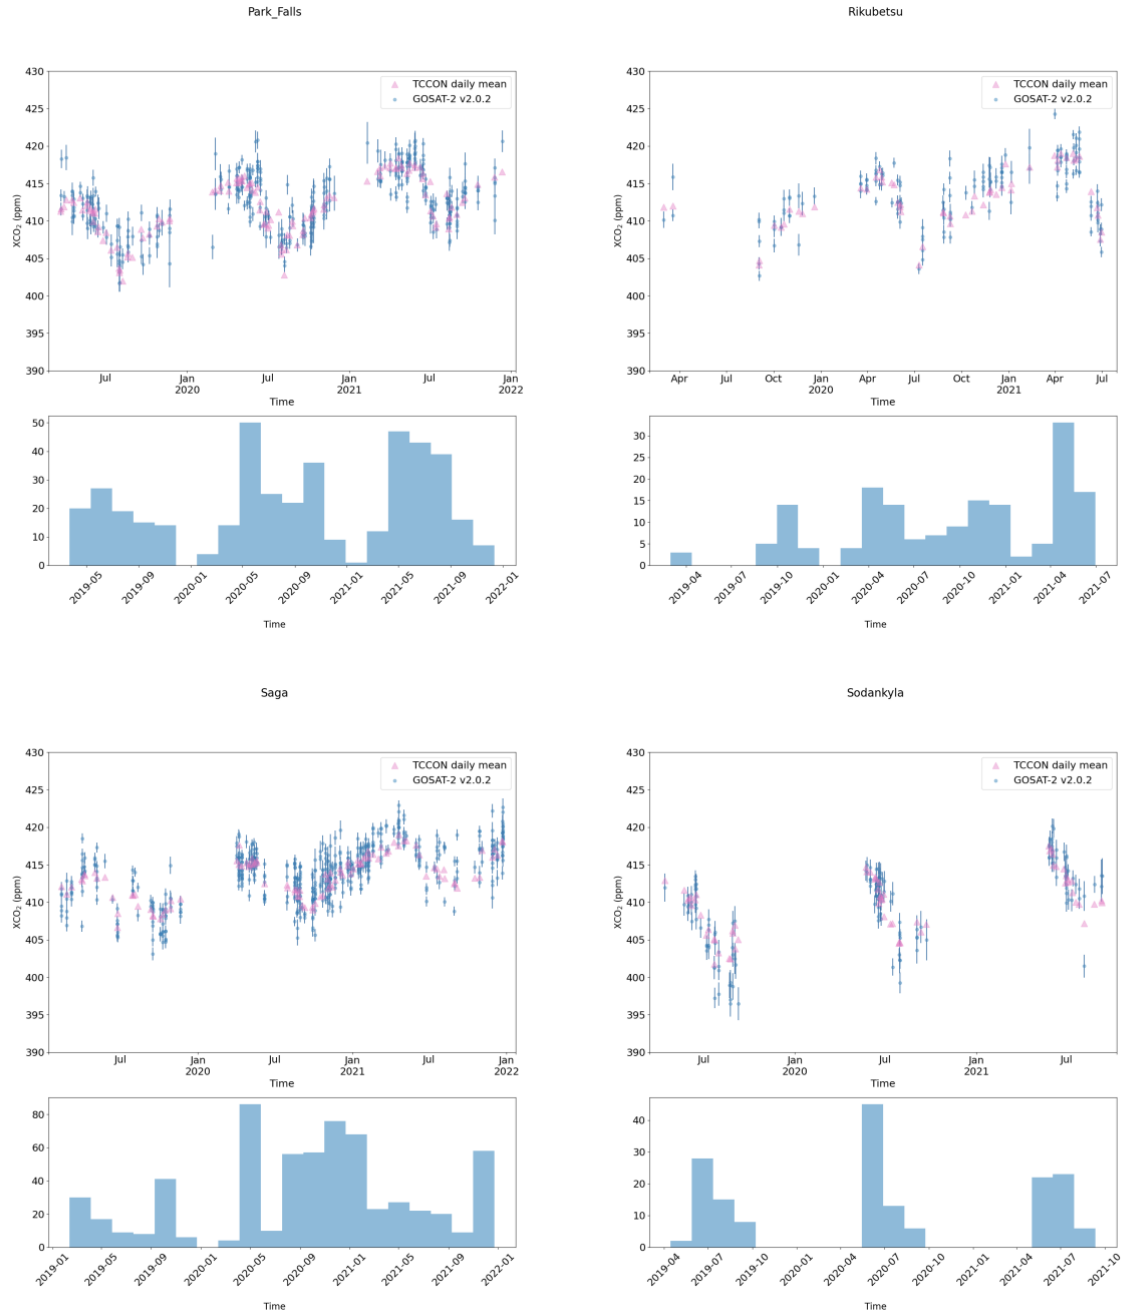 Park_Falls
430
425
420
415
410
405
400
395
390
XCO₂ (ppm)
TCCON daily mean
GOSAT-2 v2.0.2
Jul
Jan
2020
Jul
Jan
2021
Jul
Jan
2022
Time
50
40
30
20
10
0
2019-05
2019-09
2020-01
2020-05
2020-09
2021-01
2021-05
2021-09
2022-01
Time
Rikubetsu
430
425
420
415
410
405
400
395
390
XCO₂ (ppm)
TCCON daily mean
GOSAT-2 v2.0.2
Apr
Jul
Oct
Jan
2020
Apr
Jul
Oct
Jan
2021
Apr
Jul
Time
30
25
20
15
10
5
0
2019-04
2019-07
2019-10
2020-01
2020-04
2020-07
2020-10
2021-01
2021-04
2021-07
Time
Saga
430
425
420
415
410
405
400
395
390
XCO₂ (ppm)
TCCON daily mean
GOSAT-2 v2.0.2
Jul
Jan
2020
Jul
Jan
2021
Jul
Jan
2022
Time
80
60
40
20
0
2019-01
2019-05
2019-09
2020-01
2020-05
2020-09
2021-01
2021-05
2021-09
2022-01
Time
Sodankyla
430
425
420
415
410
405
400
395
390
XCO₂ (ppm)
TCCON daily mean
GOSAT-2 v2.0.2
Jul
Jan
2020
Jul
Jan
2021
Jul
Time
40
30
20
10
0
2019-04
2019-07
2019-10
2020-01
2020-04
2020-07
2020-10
2021-01
2021-04
2021-07
2021-10
Time